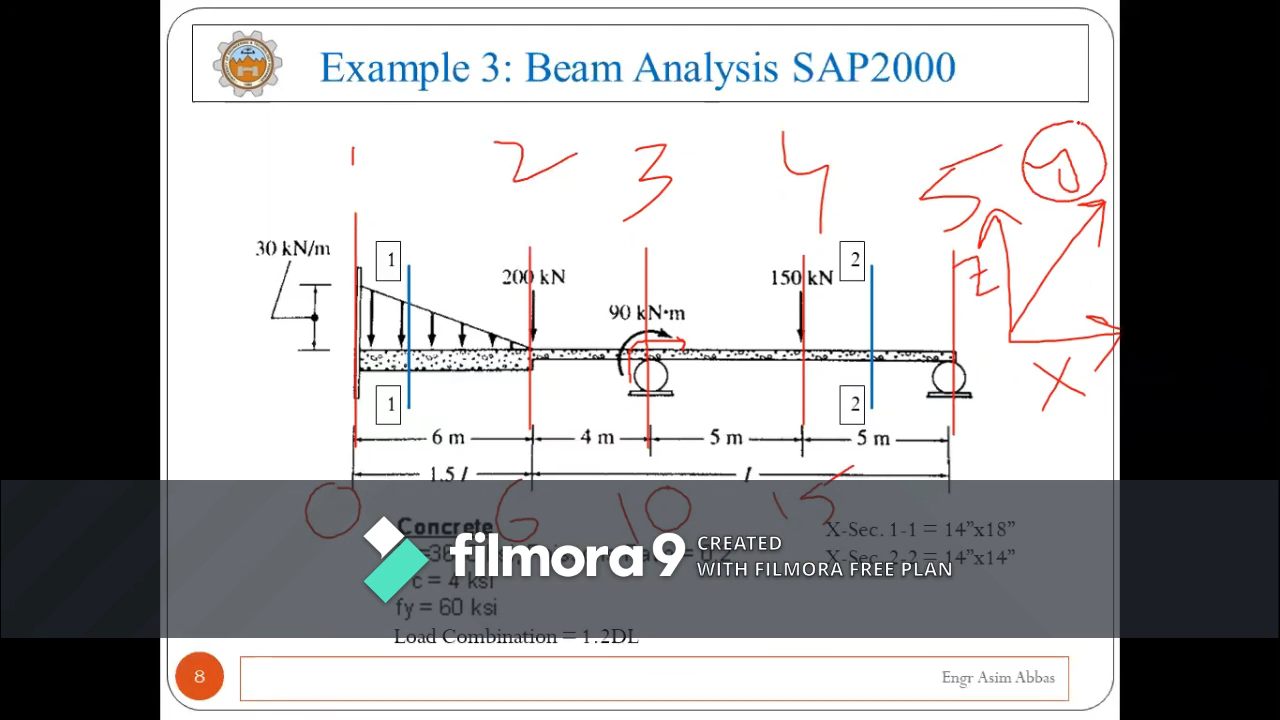 Example 3: Beam Analysis SAP2000
1 2 3 4 5
30 kN/m
1
200 kN
150 kN
2
Z
90 kN·m
X
1
2
6 m 4 m 5 m 5 m
1.5 I I
0 6 10 15
Concrete
X-Sec. 1-1 = 14”x18”
X-Sec. 2-2 = 14”x14”
filmora9
CREATED
WITH FILMORA FREE PLAN
c = 4 ksi
fy = 60 ksi
Load Combination = 1.2DL
8
Engr Asim Abbas